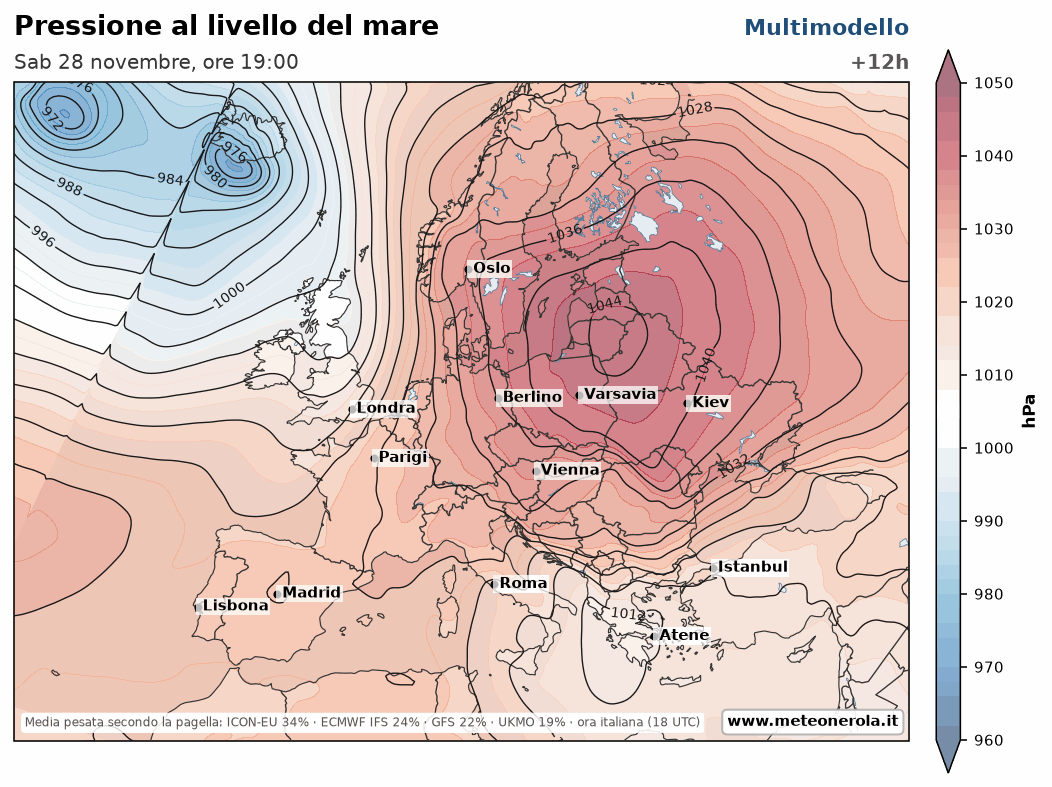 Pressione al livello del mare
Multimodello
Sab 28 novembre, ore 19:00
+12h
976
972
976
980
984
988
996
1000
1028
1036
1044
1040
1032
1012
Oslo
Berlino
Varsavia
Kiev
Londra
Parigi
Vienna
Istanbul
Roma
Madrid
Lisbona
Atene
Media pesata secondo la pagella: ICON-EU 34% · ECMWF IFS 24% · GFS 22% · UKMO 19% · ora italiana (18 UTC)
www.meteonerola.it
1050
1040
1030
1020
1010
1000
990
980
970
960
hPa